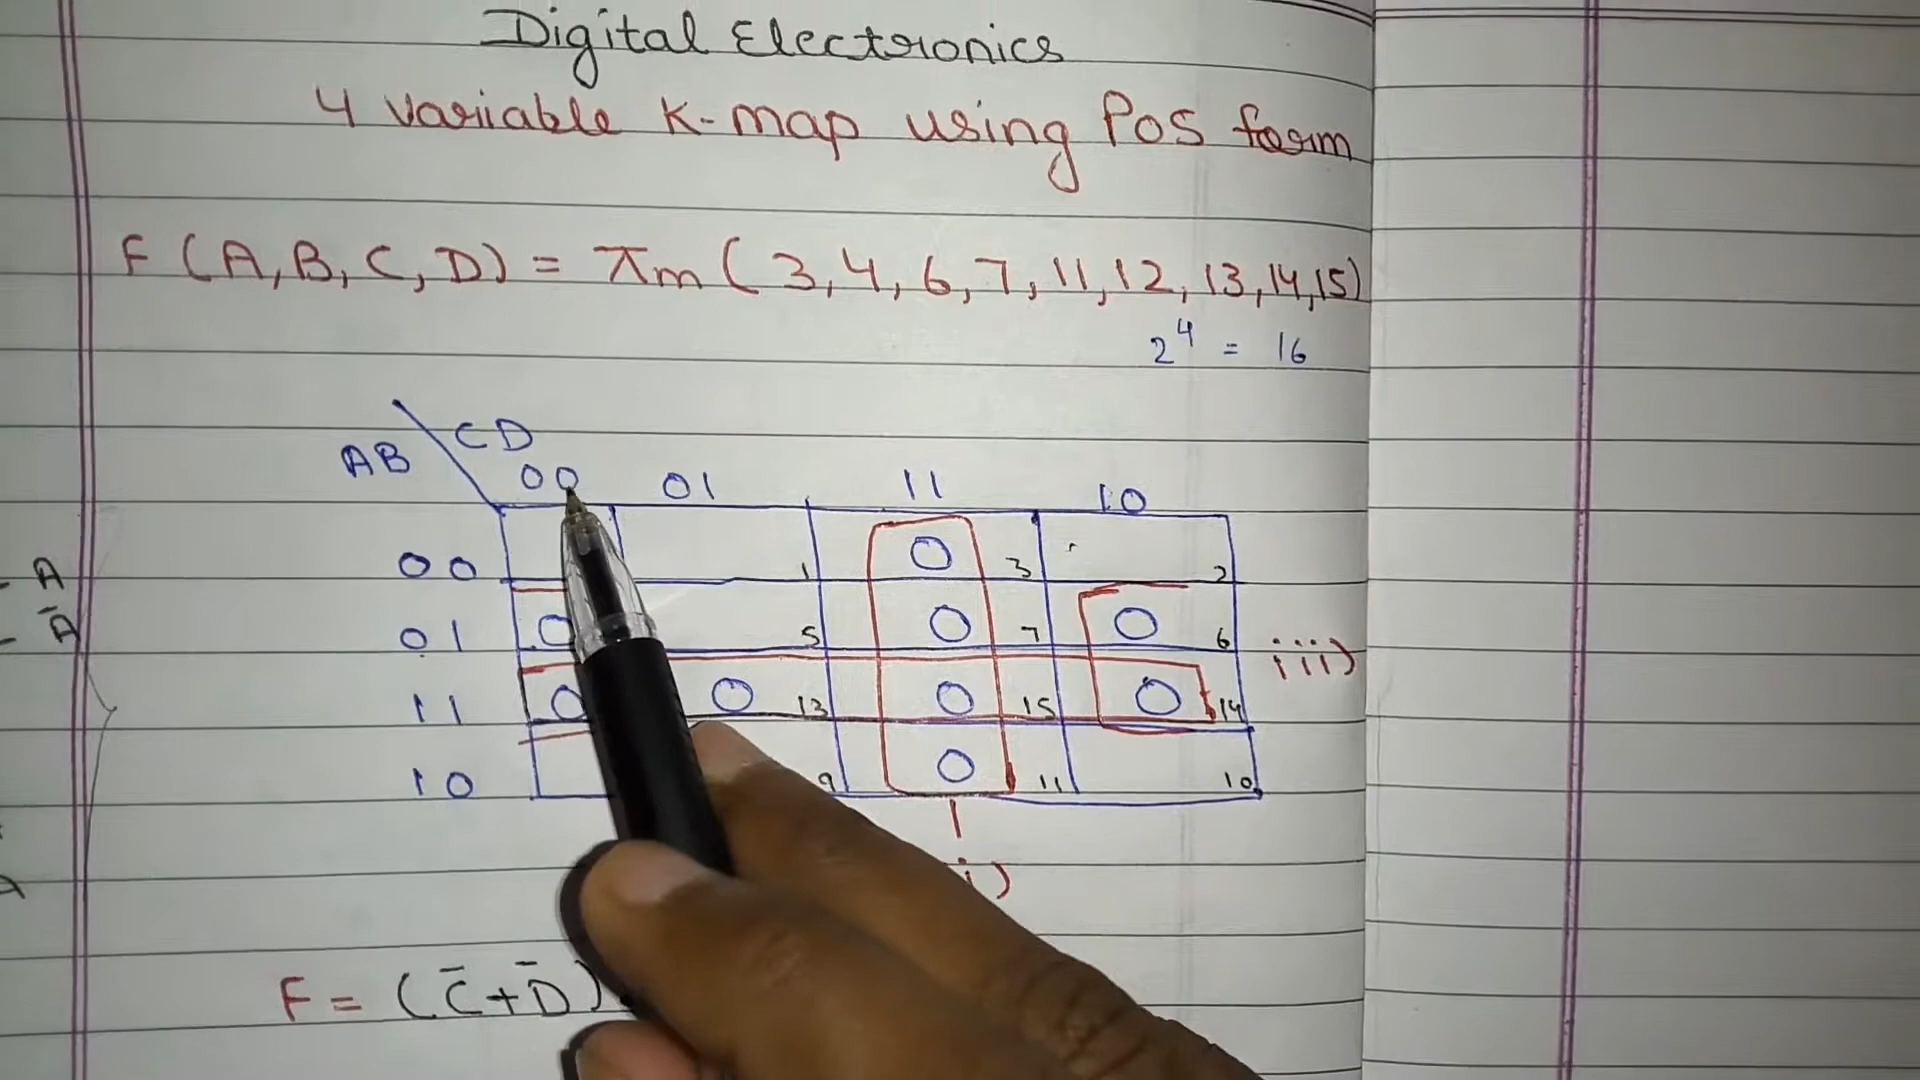 Digital Electronics
4 variable K-map using POS form
F (A, B, C, D) = πm ( 3, 4, 6, 7, 11, 12, 13, 14, 15)
2⁴ = 16
AB CD
00 01 11 10
00 0
1 3 2
A
Ā
01 0 0 0
5 7 6
iii)
11 0 0 0 0
13 15 14
10 0
9 11 10
i)
F = (C̄+D̄)